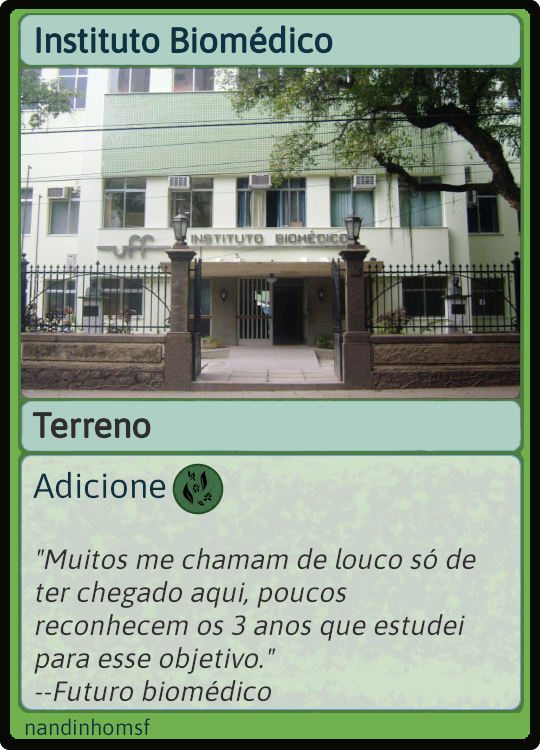 Instituto Biomédico
uff INSTITUTO BIOMÉDICO
Terreno
Adicione
"Muitos me chamam de louco só de
ter chegado aqui, poucos
reconhecem os 3 anos que estudei
para esse objetivo."
--Futuro biomédico
nandinhomsf